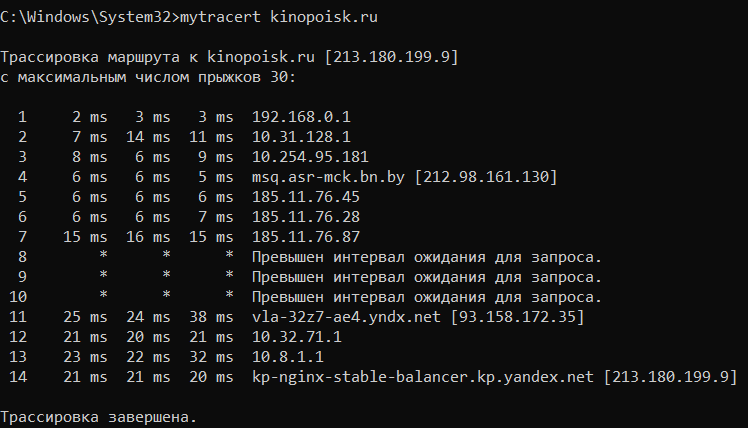 C:\Windows\System32>mytracert kinopoisk.ru
Трассировка маршрута к kinopoisk.ru [213.180.199.9]
с максимальным числом прыжков 30:
1 2 ms 3 ms 3 ms 192.168.0.1
2 7 ms 14 ms 11 ms 10.31.128.1
3 8 ms 6 ms 9 ms 10.254.95.181
4 6 ms 6 ms 5 ms msq.asr-mck.bn.by [212.98.161.130]
5 6 ms 6 ms 6 ms 185.11.76.45
6 6 ms 6 ms 7 ms 185.11.76.28
7 15 ms 16 ms 15 ms 185.11.76.87
8 * * * Превышен интервал ожидания для запроса.
9 * * * Превышен интервал ожидания для запроса.
10 * * * Превышен интервал ожидания для запроса.
11 25 ms 24 ms 38 ms vla-32z7-ae4.yndx.net [93.158.172.35]
12 21 ms 20 ms 21 ms 10.32.71.1
13 23 ms 22 ms 32 ms 10.8.1.1
14 21 ms 21 ms 20 ms kp-nginx-stable-balancer.kp.yandex.net [213.180.199.9]
Трассировка завершена.